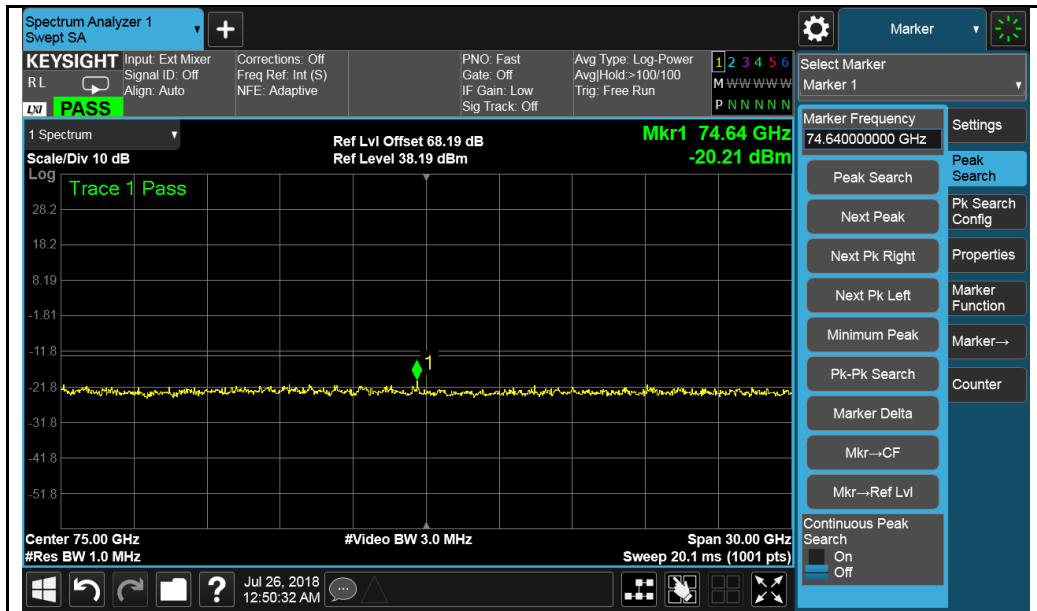 Spectrum Analyzer 1
Swept SA
+
Marker
KEYSIGHT
RL
LXI PASS
Input: Ext Mixer
Signal ID: Off
Align: Auto
Corrections: Off
Freq Ref: Int (S)
NFE: Adaptive
PNO: Fast
Gate: Off
IF Gain: Low
Sig Track: Off
Avg Type: Log-Power
Avg|Hold:>100/100
Trig: Free Run
1 2 3 4 5 6
M W W W W W
P N N N N N
Select Marker
Marker 1
1 Spectrum
Scale/Div 10 dB
Ref Lvl Offset 68.19 dB
Ref Level 38.19 dBm
Mkr1 74.64 GHz
-20.21 dBm
Log
Trace 1 Pass
28.2
18.2
8.19
-1.81
-11.8
-21.8
-31.8
-41.8
-51.8
1
Center 75.00 GHz
#Res BW 1.0 MHz
#Video BW 3.0 MHz
Span 30.00 GHz
Sweep 20.1 ms (1001 pts)
Marker Frequency
74.640000000 GHz
Peak Search
Next Peak
Next Pk Right
Next Pk Left
Minimum Peak
Pk-Pk Search
Marker Delta
Mkr→CF
Mkr→Ref Lvl
Continuous Peak
Search
On
Off
Settings
Peak
Search
Pk Search
Config
Properties
Marker
Function
Marker→
Counter
?
Jul 26, 2018
12:50:32 AM